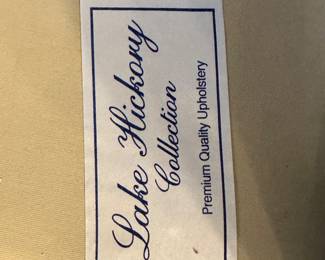 Lake Hickory
Collection
Premium Quality Upholstery